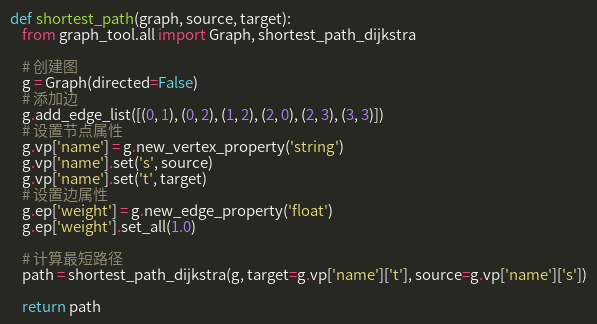 def shortest_path(graph, source, target):
from graph_tool.all import Graph, shortest_path_dijkstra
# 创建图
g = Graph(directed=False)
# 添加边
g.add_edge_list([(0, 1), (0, 2), (1, 2), (2, 0), (2, 3), (3, 3)])
# 设置节点属性
g.vp['name'] = g.new_vertex_property('string')
g.vp['name'].set('s', source)
g.vp['name'].set('t', target)
# 设置边属性
g.ep['weight'] = g.new_edge_property('float')
g.ep['weight'].set_all(1.0)
# 计算最短路径
path = shortest_path_dijkstra(g, target=g.vp['name']['t'], source=g.vp['name']['s'])
return path